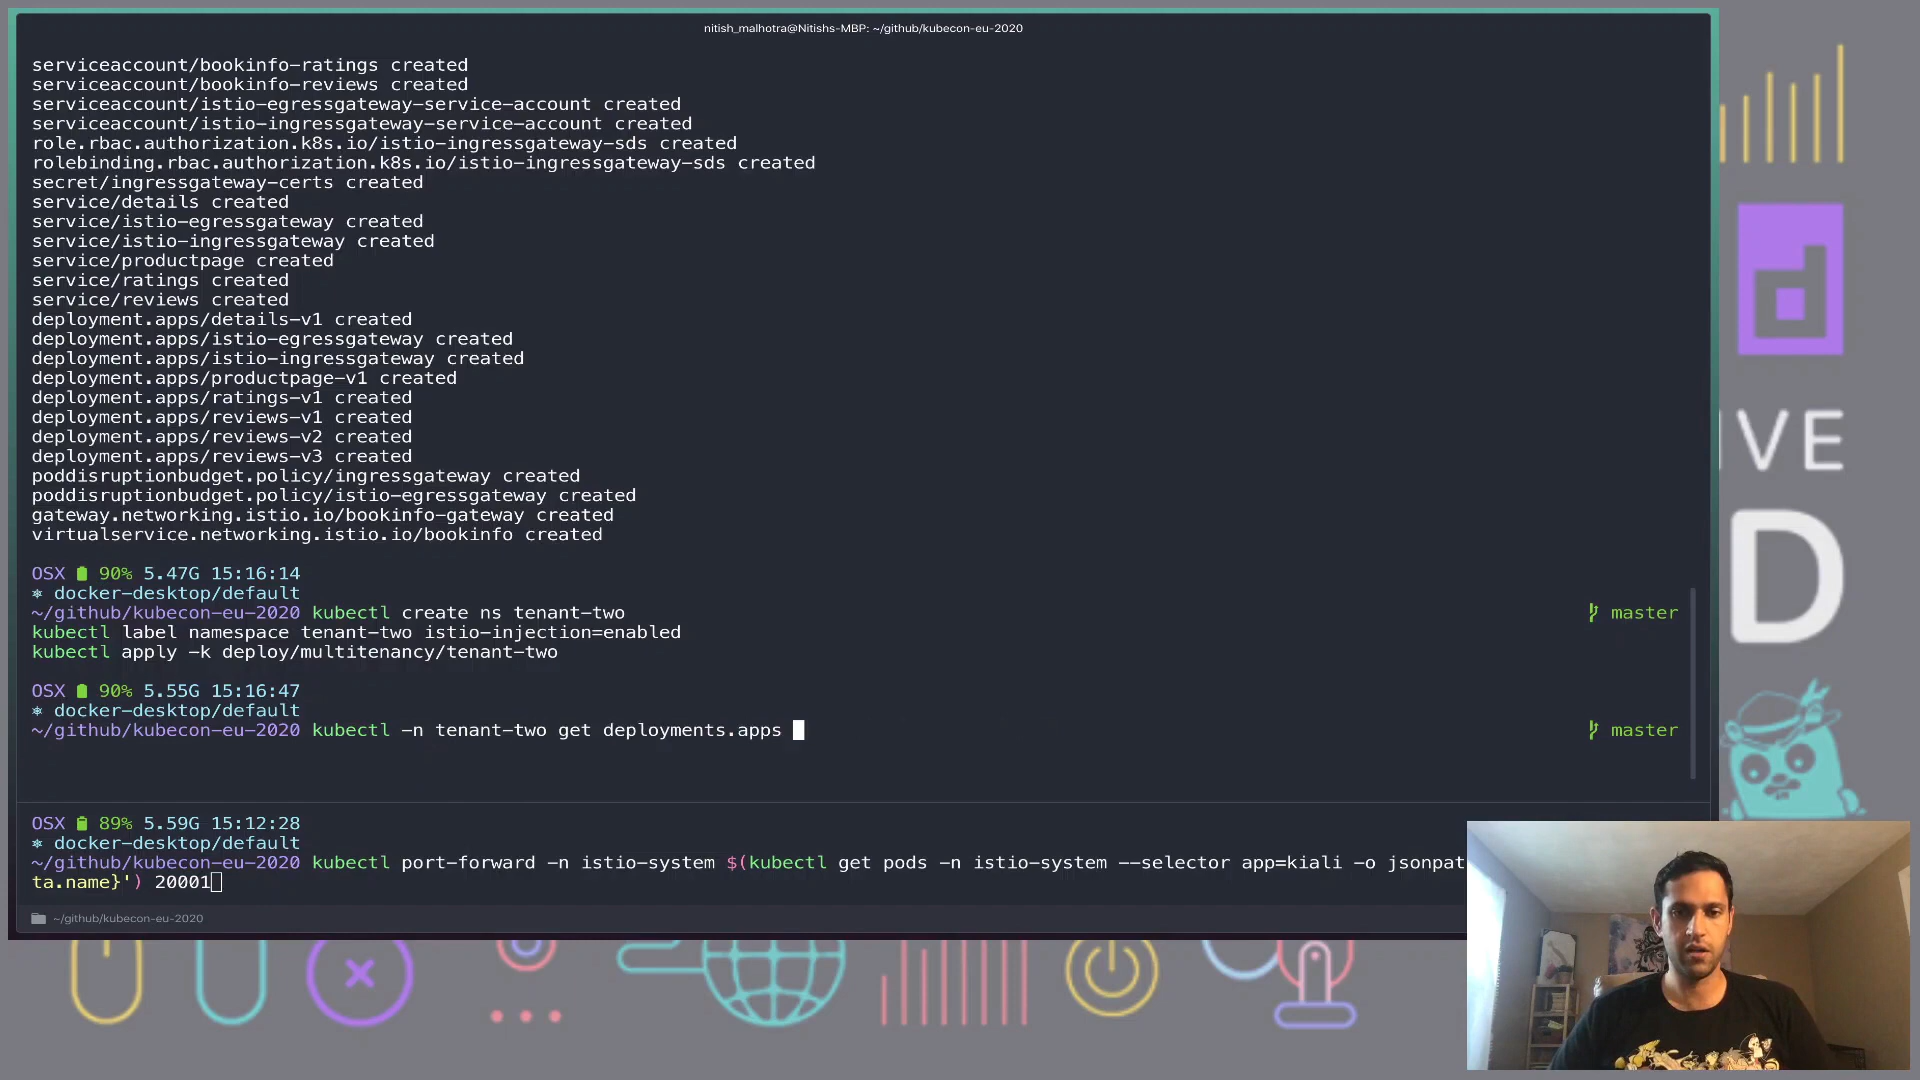 nitish_malhotra@Nitishs-MBP: ~/github/kubecon-eu-2020
serviceaccount/bookinfo-ratings created
serviceaccount/bookinfo-reviews created
serviceaccount/istio-egressgateway-service-account created
serviceaccount/istio-ingressgateway-service-account created
role.rbac.authorization.k8s.io/istio-ingressgateway-sds created
rolebinding.rbac.authorization.k8s.io/istio-ingressgateway-sds created
secret/ingressgateway-certs created
service/details created
service/istio-egressgateway created
service/istio-ingressgateway created
service/productpage created
service/ratings created
service/reviews created
deployment.apps/details-v1 created
deployment.apps/istio-egressgateway created
deployment.apps/istio-ingressgateway created
deployment.apps/productpage-v1 created
deployment.apps/ratings-v1 created
deployment.apps/reviews-v1 created
deployment.apps/reviews-v2 created
deployment.apps/reviews-v3 created
poddisruptionbudget.policy/ingressgateway created
poddisruptionbudget.policy/istio-egressgateway created
gateway.networking.istio.io/bookinfo-gateway created
virtualservice.networking.istio.io/bookinfo created
OSX 90% 5.47G 15:16:14
⎈ docker-desktop/default
~/github/kubecon-eu-2020 kubectl create ns tenant-two master
kubectl label namespace tenant-two istio-injection=enabled
kubectl apply -k deploy/multitenancy/tenant-two
OSX 90% 5.55G 15:16:47
⎈ docker-desktop/default
~/github/kubecon-eu-2020 kubectl -n tenant-two get deployments.apps master
OSX 89% 5.59G 15:12:28
⎈ docker-desktop/default
~/github/kubecon-eu-2020 kubectl port-forward -n istio-system $(kubectl get pods -n istio-system --selector app=kiali -o jsonpat
ta.name}') 20001
~/github/kubecon-eu-2020
d
IVE
D